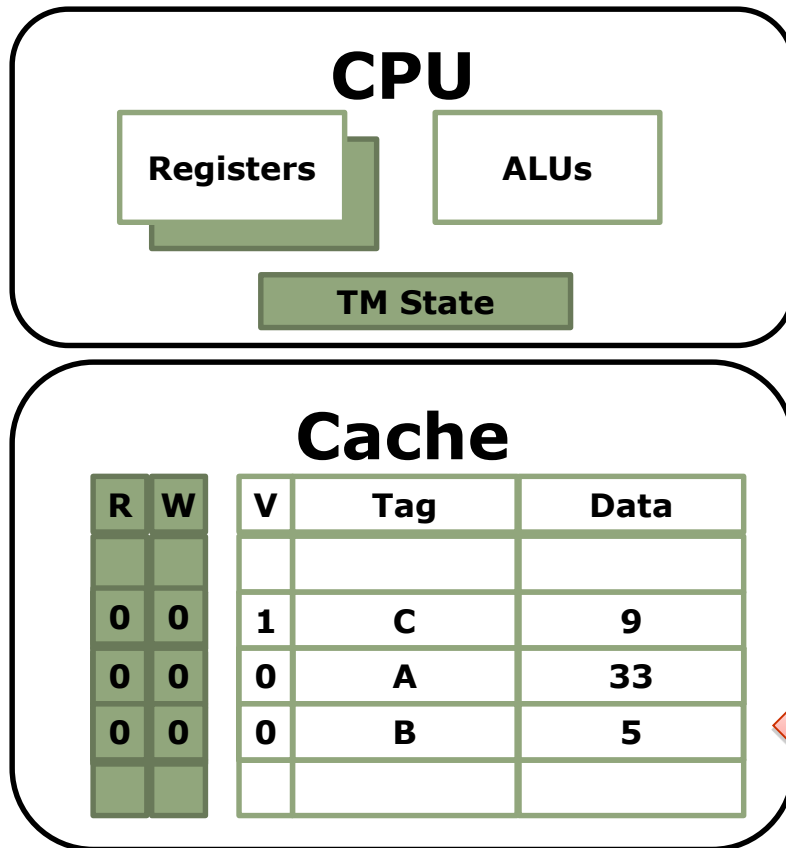 CPU
Registers ALUs
TM State
Cache
R W V Tag Data
0 0 1 C 9
0 0 0 A 33
0 0 0 B 5